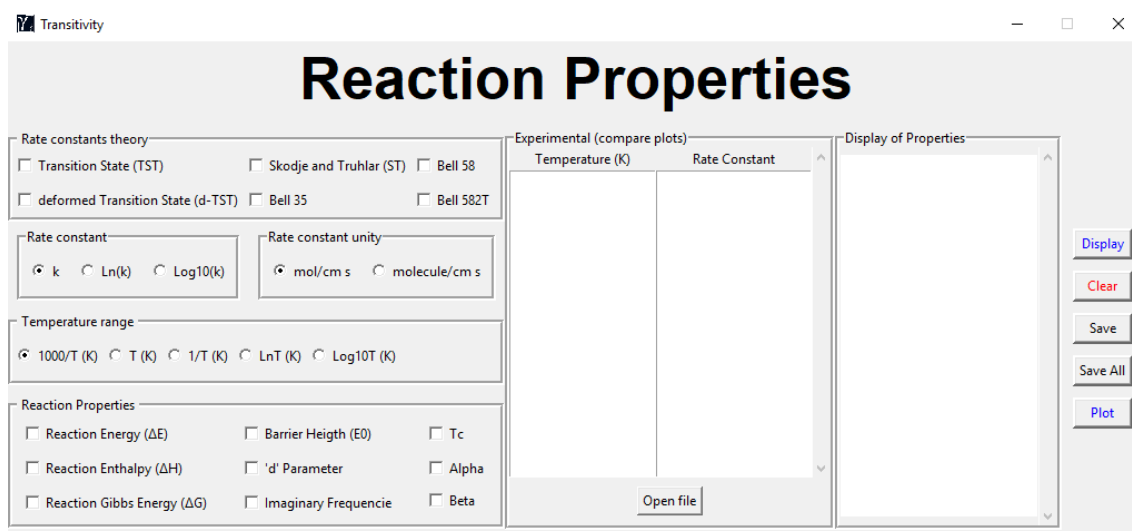 Transitivity
Reaction Properties
Rate constants theory
Transition State (TST)
Skodje and Truhlar (ST)
Bell 58
deformed Transition State (d-TST)
Bell 35
Bell 582T
Rate constant
k
Ln(k)
Log10(k)
Rate constant unity
mol/cm s
molecule/cm s
Temperature range
1000/T (K)
T (K)
1/T (K)
LnT (K)
Log10T (K)
Reaction Properties
Reaction Energy (ΔE)
Barrier Heigth (E0)
Tc
Reaction Enthalpy (ΔH)
'd' Parameter
Alpha
Reaction Gibbs Energy (ΔG)
Imaginary Frequencie
Beta
Experimental (compare plots)
Temperature (K)
Rate Constant
Open file
Display of Properties
Display
Clear
Save
Save All
Plot